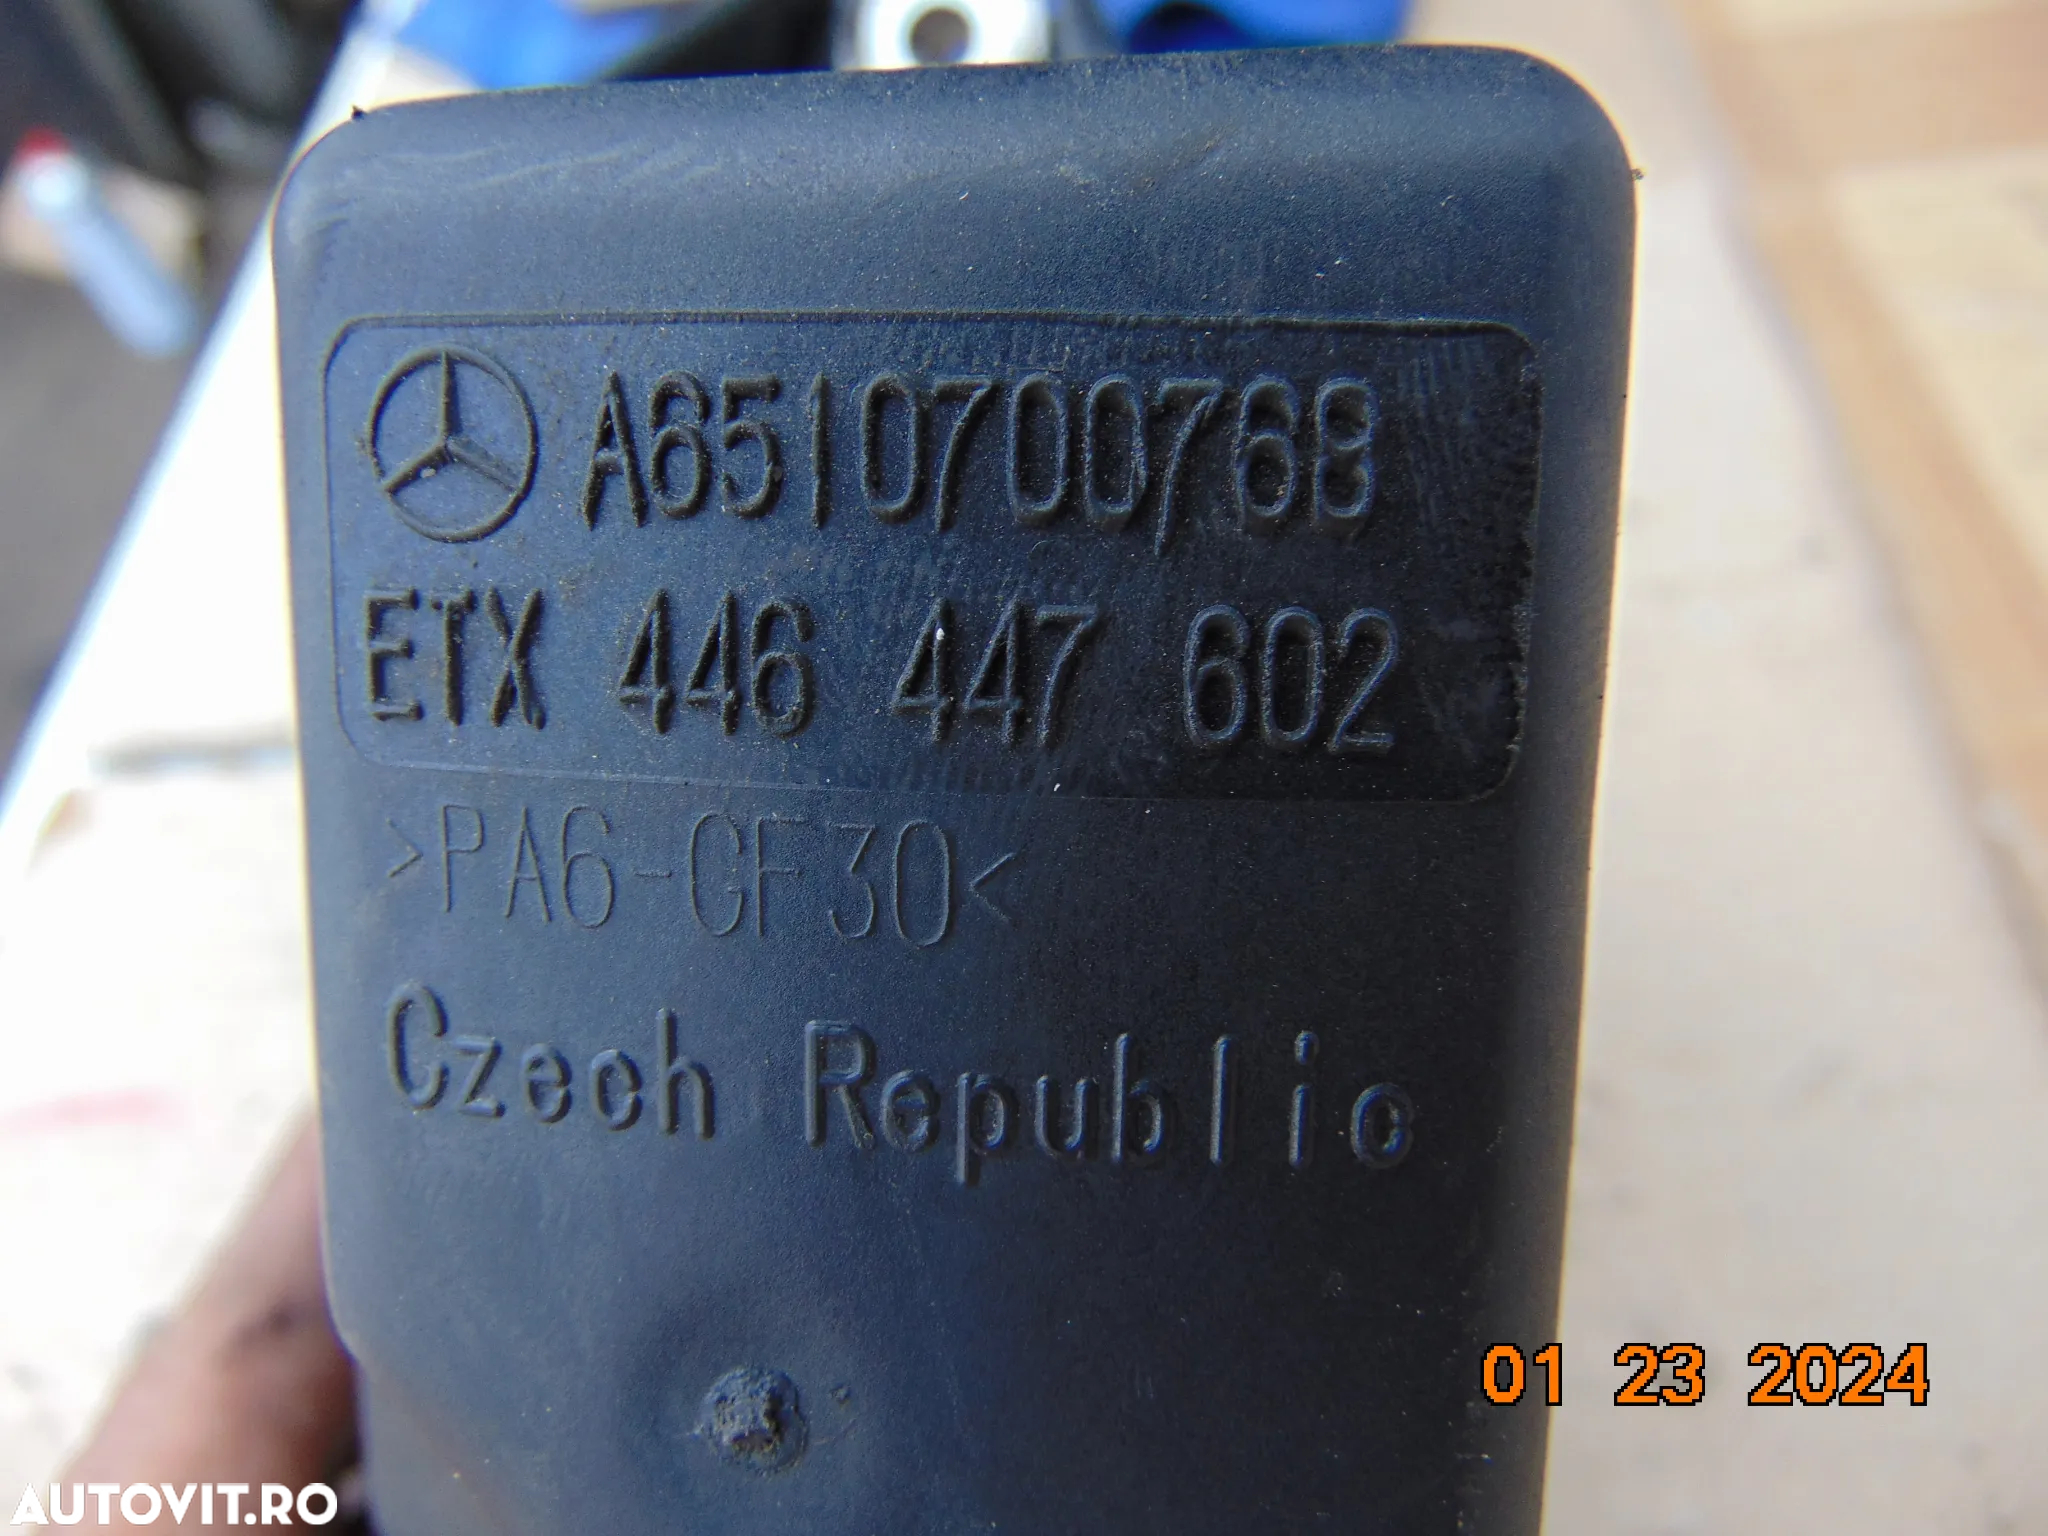 A6510700768
ETX 446 447 602
>PA6-GF30<
Czech Republic
01 23 2024
AUTOVIT.RO